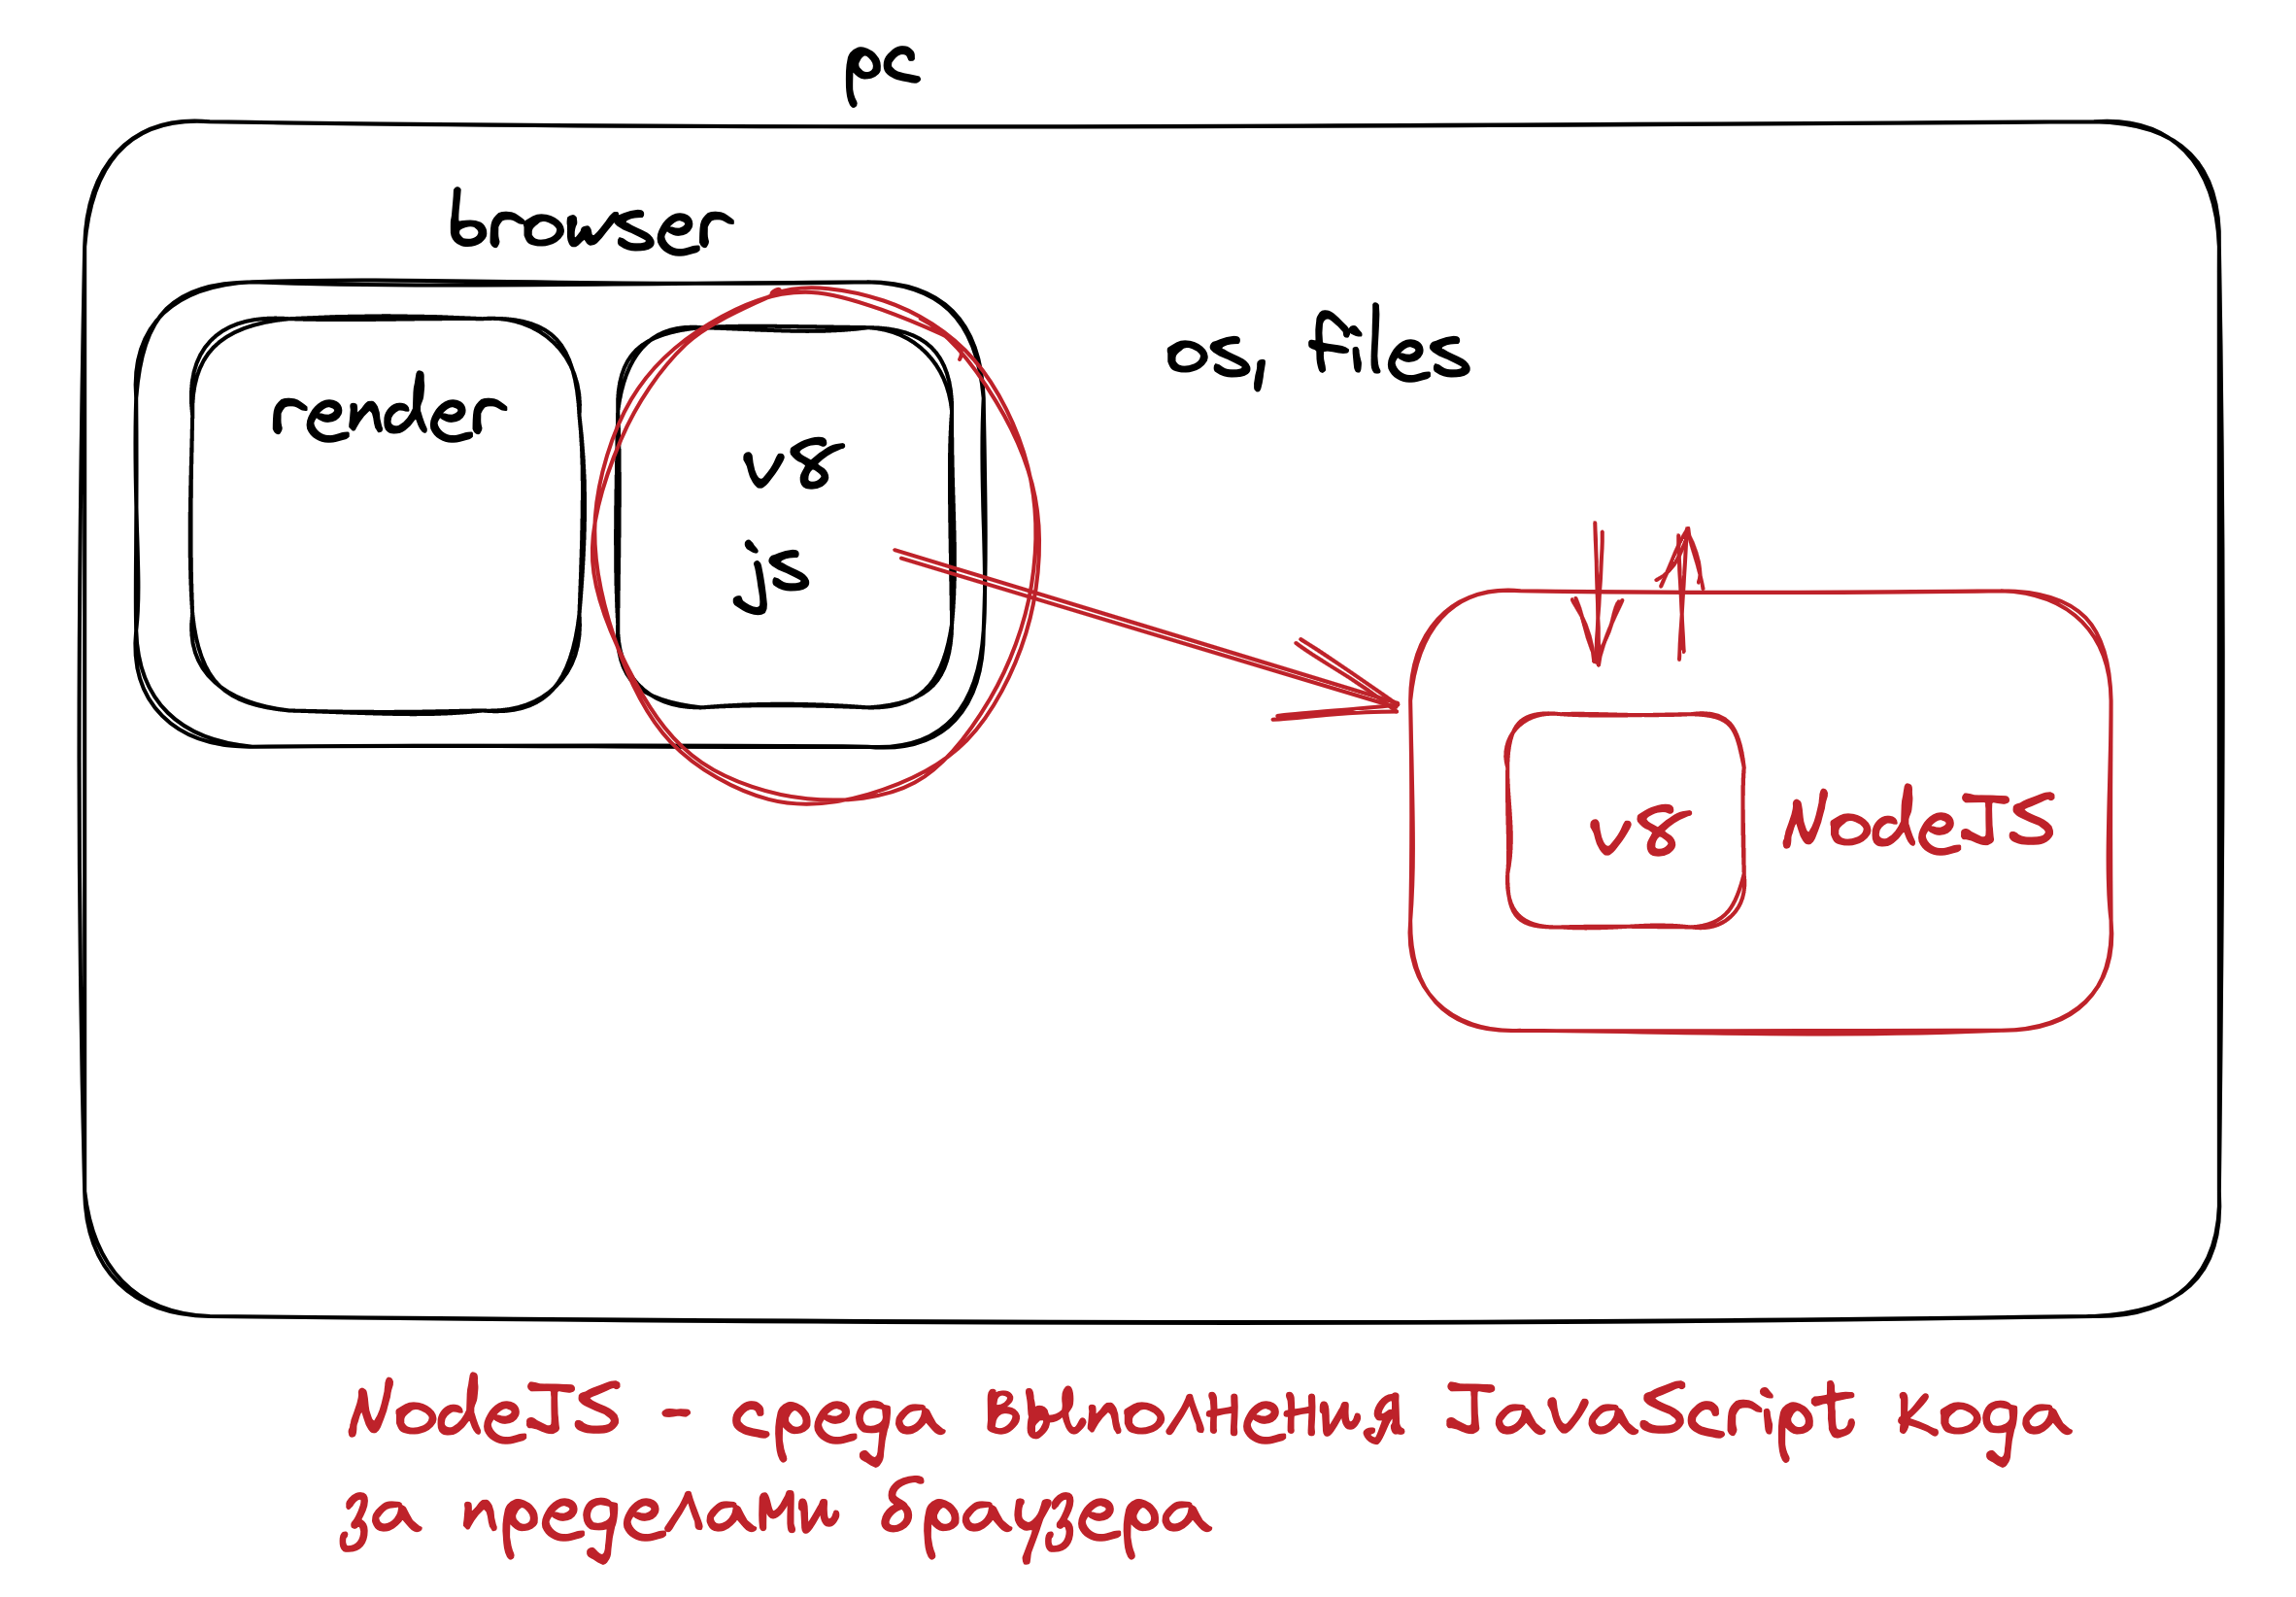 pc
browser
os, files
render
v8
js
v8
NodeJS
NodeJS - среда выполнения JavaScript кода
за пределами браузера